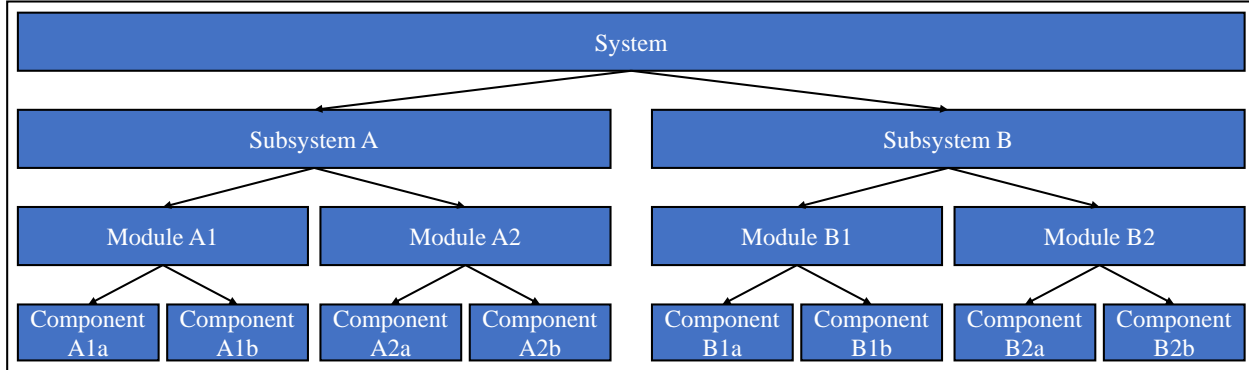 System
Subsystem A
Subsystem B
Module A1
Module A2
Module B1
Module B2
Component
A1a
Component
A1b
Component
A2a
Component
A2b
Component
B1a
Component
B1b
Component
B2a
Component
B2b